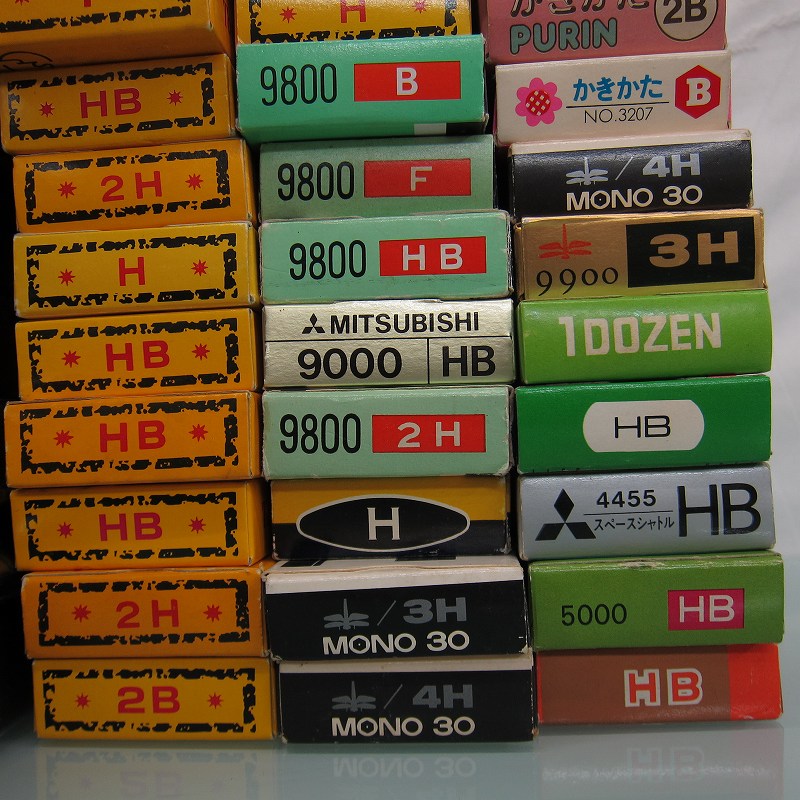 HB
2H
H
HB
HB
HB
2H
2B
H
9800 B
9800 F
9800 HB
MITSUBISHI
9000 HB
9800 2H
H
/3H
MONO 30
/4H
MONO 30
かきかた
2B
PURIN
かきかた
NO.3207
B
/4H
MONO 30
9900 3H
1DOZEN
HB
4455
スペースシャトル
HB
5000 HB
HB